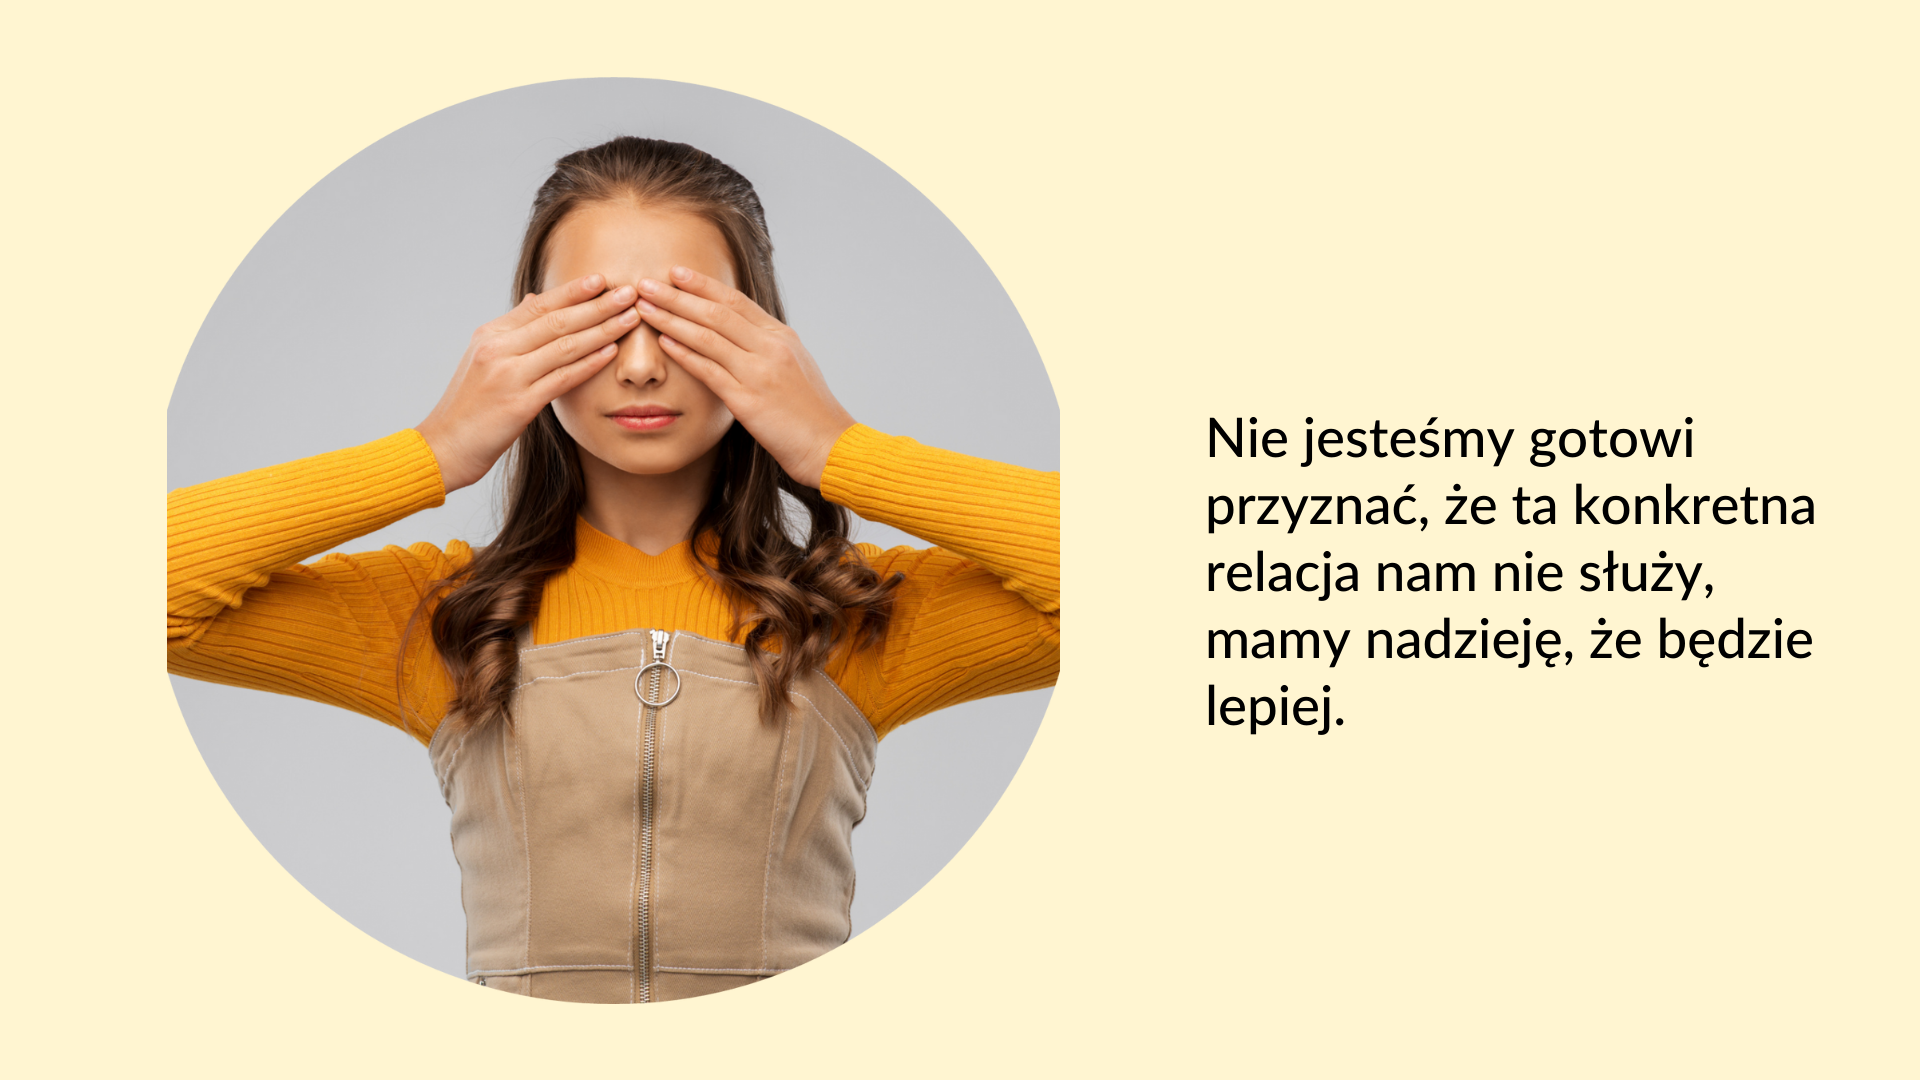 Nie jesteśmy gotowi
przyznać, że ta konkretna
relacja nam nie służy,
mamy nadzieję, że będzie
lepiej.